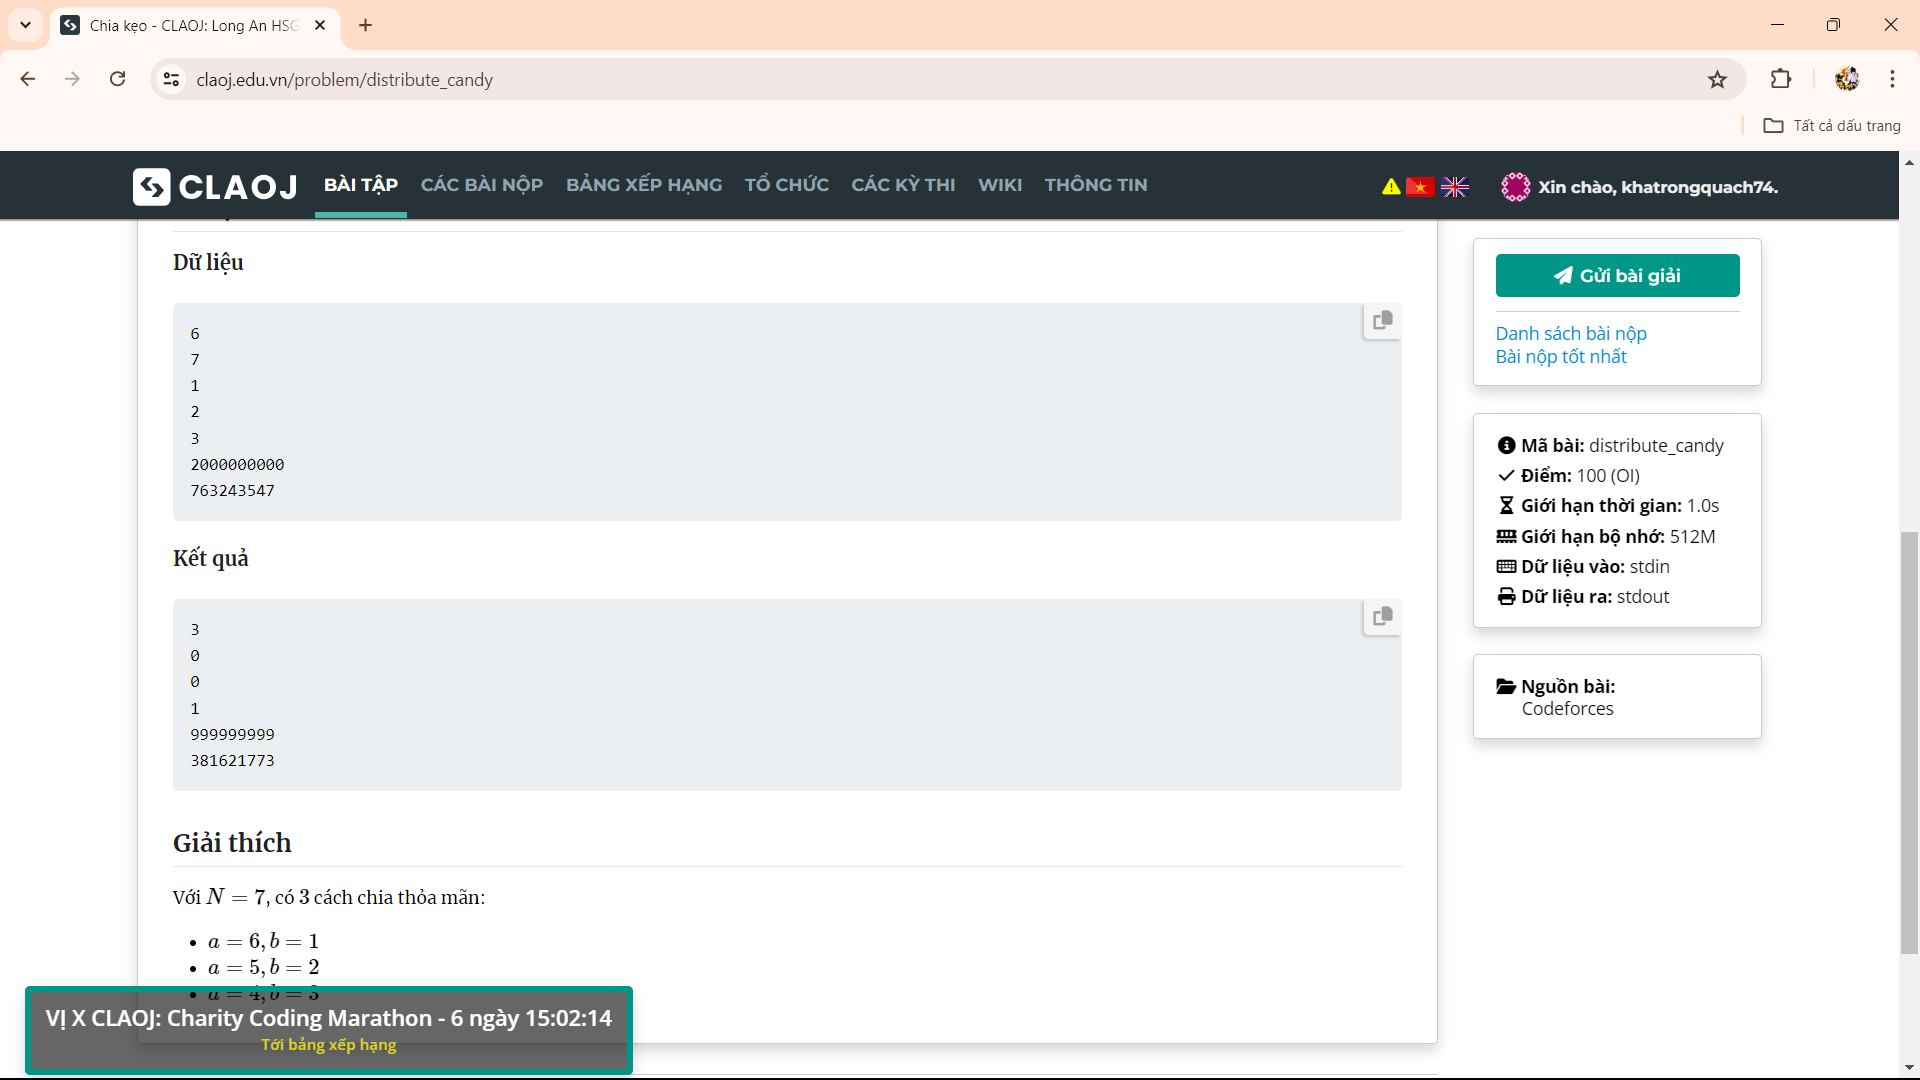 Chia kẹo - CLAOJ: Long An HSG
claoj.edu.vn/problem/distribute_candy
Tất cả dấu trang
CLAOJ
BÀI TẬP
CÁC BÀI NỘP
BẢNG XẾP HẠNG
TỔ CHỨC
CÁC KỲ THI
WIKI
THÔNG TIN
Xin chào, khatrongquach74.
Dữ liệu
6
7
1
2
3
2000000000
763243547
Kết quả
3
0
0
1
999999999
381621773
Giải thích
Với N = 7, có 3 cách chia thỏa mãn:
a = 6, b = 1
a = 5, b = 2
a = 4, b = 3
Gửi bài giải
Danh sách bài nộp
Bài nộp tốt nhất
Mã bài: distribute_candy
Điểm: 100 (OI)
Giới hạn thời gian: 1.0s
Giới hạn bộ nhớ: 512M
Dữ liệu vào: stdin
Dữ liệu ra: stdout
Nguồn bài:
Codeforces
VỊ X CLAOJ: Charity Coding Marathon - 6 ngày 15:02:14
Tới bảng xếp hạng